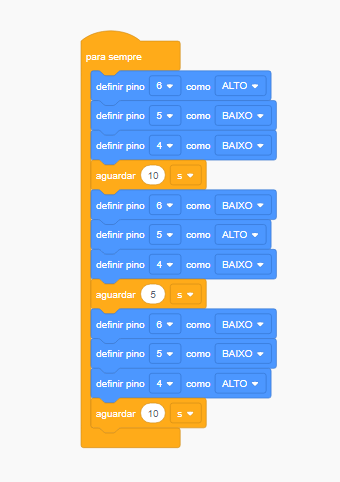 para sempre
definir pino 6 como ALTO
definir pino 5 como BAIXO
definir pino 4 como BAIXO
aguardar 10 s
definir pino 6 como BAIXO
definir pino 5 como ALTO
definir pino 4 como BAIXO
aguardar 5 s
definir pino 6 como BAIXO
definir pino 5 como BAIXO
definir pino 4 como ALTO
aguardar 10 s